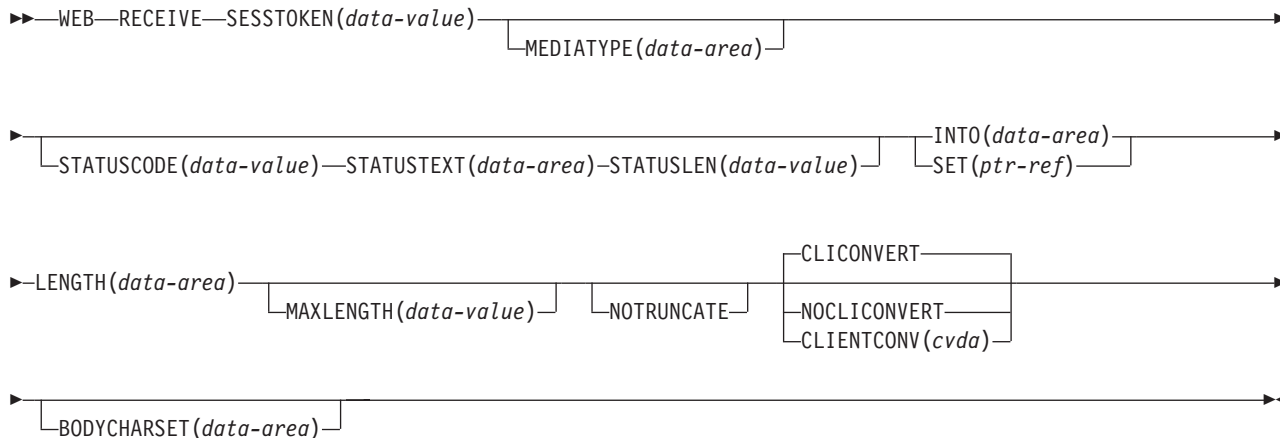 WEB RECEIVE SESSTOKEN(data-value)
MEDIATYPE(data-area)
STATUSCODE(data-value) STATUSTEXT(data-area) STATUSLEN(data-value)
INTO(data-area)
SET(ptr-ref)
LENGTH(data-area)
MAXLENGTH(data-value)
NOTRUNCATE
CLICONVERT
NOCLICONVERT
CLIENTCONV(cvda)
BODYCHARSET(data-area)